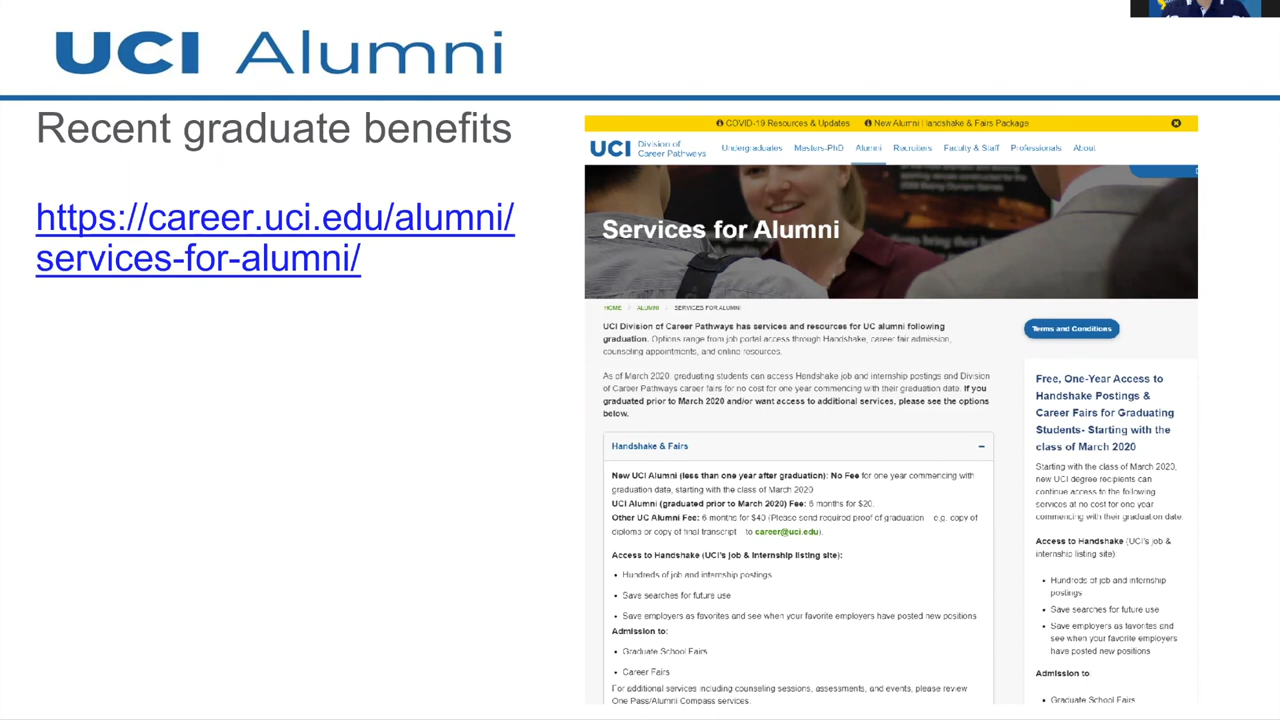 UCI Alumni
Recent graduate benefits
https://career.uci.edu/alumni/
services-for-alumni/
COVID-19 Resources & Updates
New Alumni Handshake & Fairs Package
UCI Division of
Career Pathways
Undergraduates Masters-PhD Alumni Recruiters Faculty & Staff Professionals About
Services for Alumni
HOME / ALUMNI / SERVICES FOR ALUMNI
UCI Division of Career Pathways has services and resources for UC alumni following
graduation. Options range from job portal access through Handshake, career fair admission,
counseling appointments, and online resources.
As of March 2020, graduating students can access Handshake job and internship postings and Division
of Career Pathways career fairs for no cost for one year commencing with their graduation date. If you
graduated prior to March 2020 and/or want access to additional services, please see the options
below.
Handshake & Fairs −
New UCI Alumni (less than one year after graduation): No Fee for one year commencing with
graduation date, starting with the class of March 2020
UCI Alumni (graduated prior to March 2020) Fee: 6 months for $20.
Other UC Alumni Fee: 6 months for $40 (Please send required proof of graduation – e.g. copy of
diploma or copy of final transcript – to career@uci.edu).
Access to Handshake (UCI's job & Internship listing site):
• Hundreds of job and internship postings
• Save searches for future use
• Save employers as favorites and see when your favorite employers have posted new positions
Admission to:
• Graduate School Fairs
• Career Fairs
For additional services including counseling sessions, assessments, and events, please review
One Pass/Alumni Compass services.
Terms and Conditions
Free, One-Year Access to
Handshake Postings &
Career Fairs for Graduating
Students- Starting with the
class of March 2020
Starting with the class of March 2020,
new UCI degree recipients can
continue access to the following
services at no cost for one year
commencing with their graduation date:
Access to Handshake (UCI's job &
internship listing site)
• Hundreds of job and internship
postings
• Save searches for future use
• Save employers as favorites and
see when your favorite employers
have posted new positions
Admission to
• Graduate School Fairs